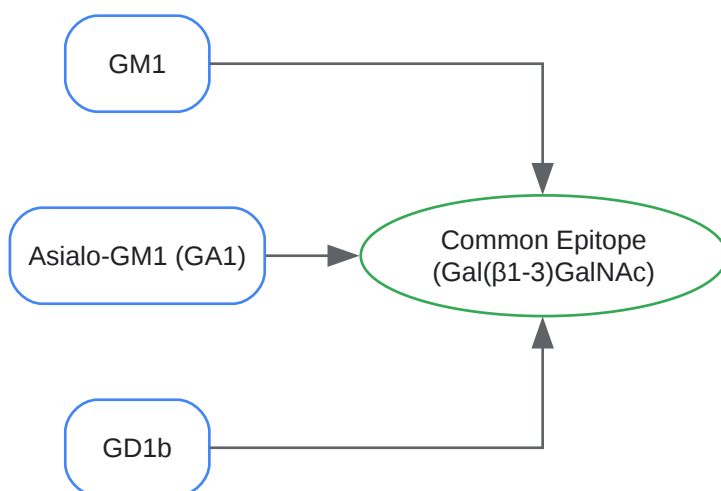 GM1
Asialo-GM1 (GA1)
Common Epitope
(Gal(β1-3)GalNAc)
GD1b